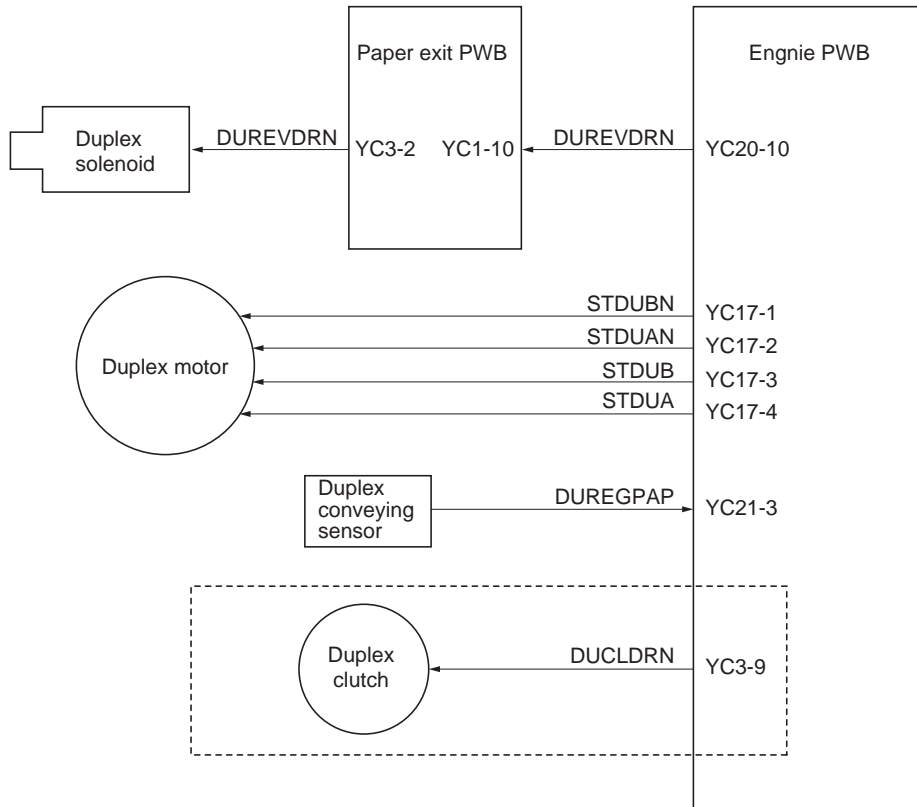 Paper exit PWB
Engnie PWB
Duplex
solenoid
DUREVDRN
YC3-2
YC1-10
DUREVDRN
YC20-10
Duplex motor
STDUBN
YC17-1
STDUAN
YC17-2
STDUB
YC17-3
STDUA
YC17-4
Duplex
conveying
sensor
DUREGPAP
YC21-3
Duplex
clutch
DUCLDRN
YC3-9